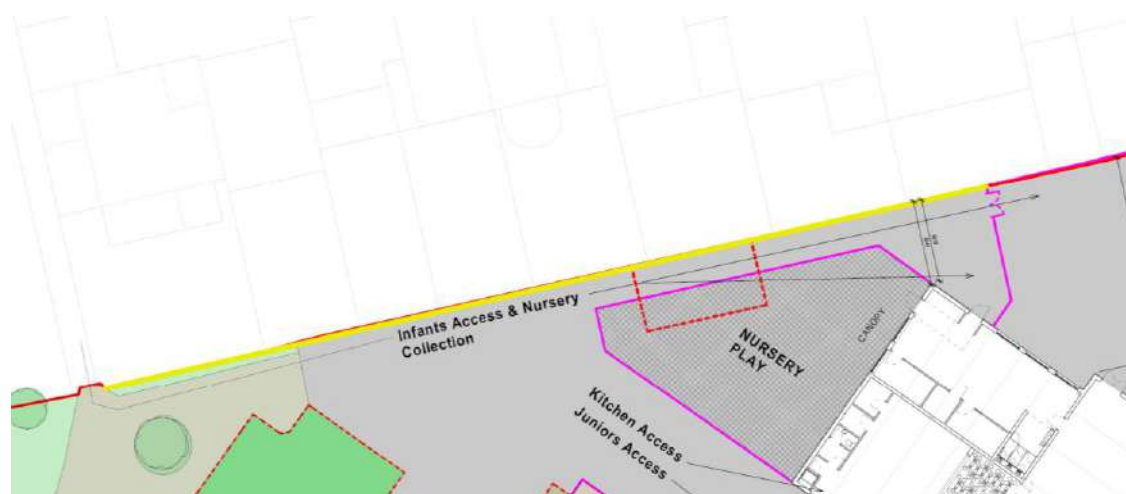 Infants Access & Nursery
Collection
NURSERY
PLAY
CANOPY
Kitchen Access
Juniors Access